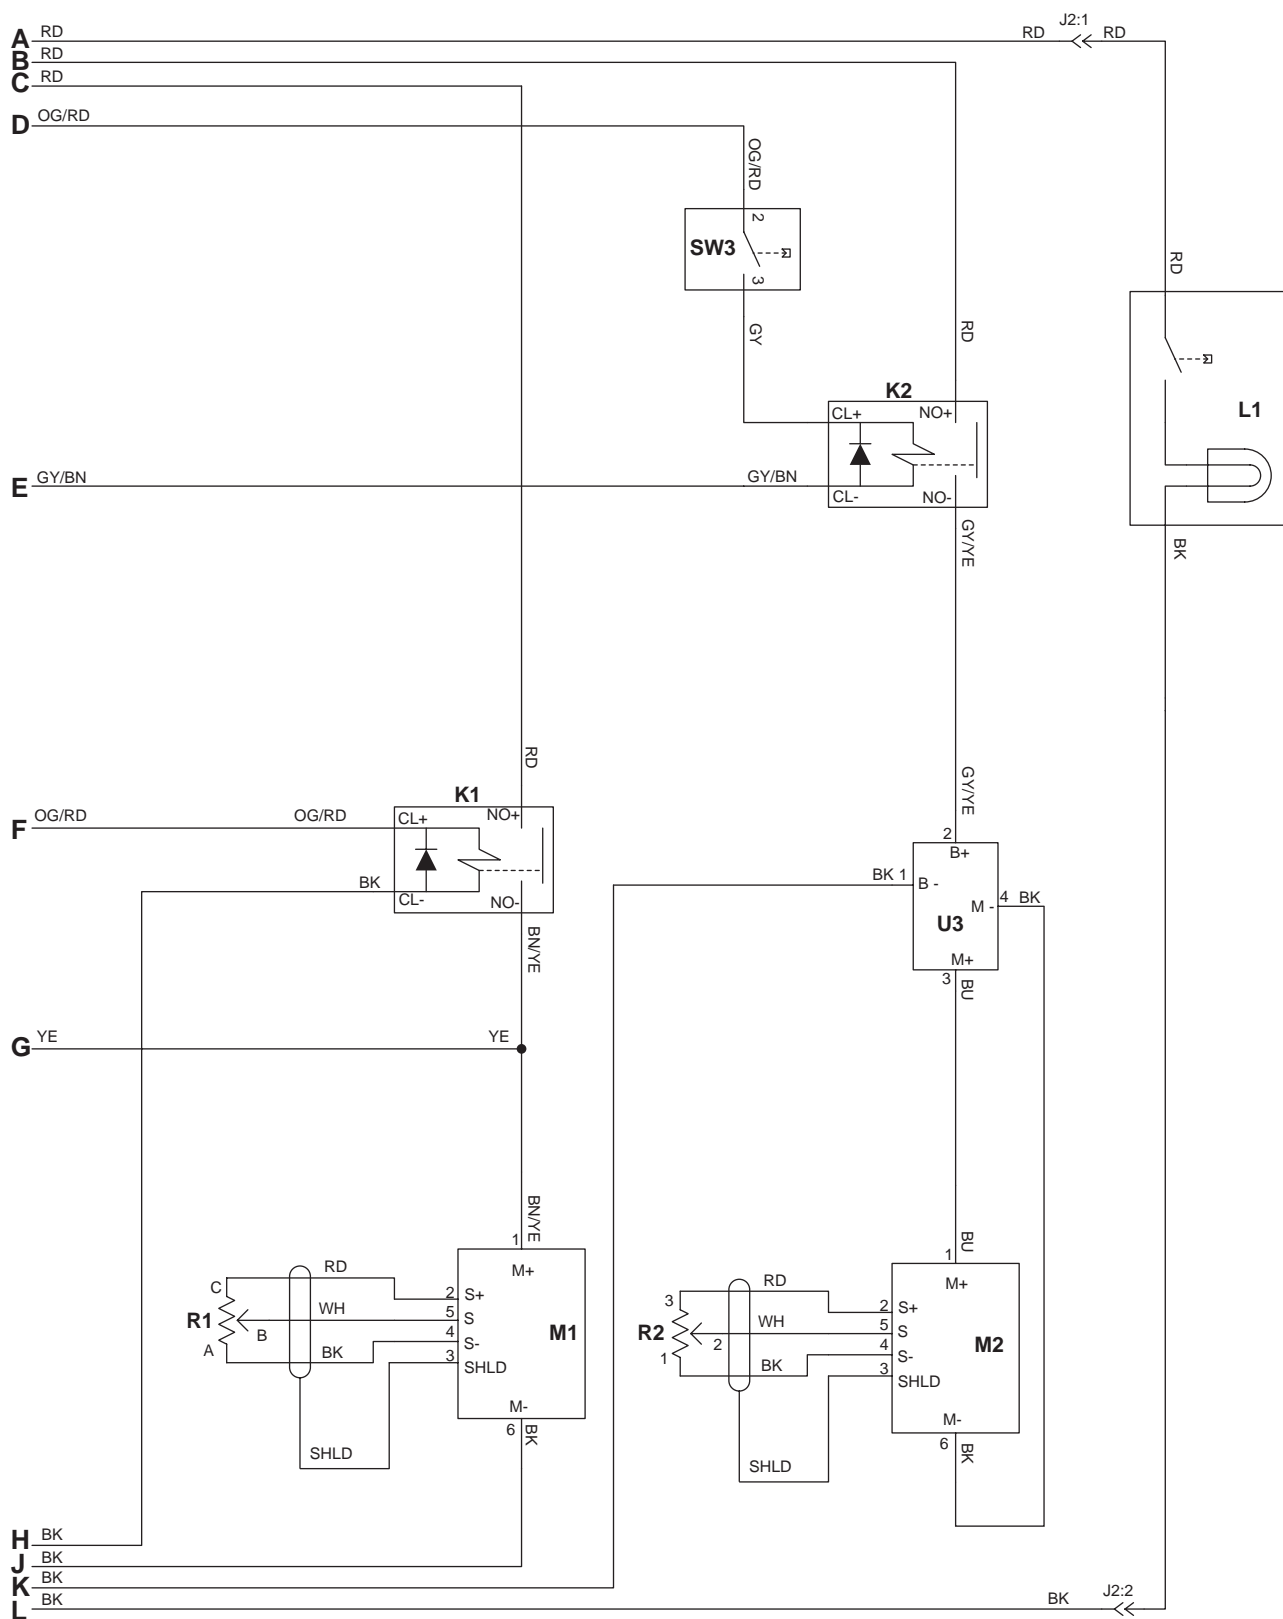 J2:1
A RD RD RD
B RD
C RD
D OG/RD
OG/RD
2
SW3
3
GY
RD
RD
K2
CL+ NO+
L1
E GY/BN GY/BN
CL- NO-
GY/YE
BK
RD
GY/YE
K1
F OG/RD OG/RD CL+ NO+
2
B+
BK
CL- NO-
BK 1 B -
4 BK
M -
U3
BN/YE
M+
3 BU
G YE YE
BN/YE
1
M+
BU
1
M+
C RD 2 S+
R1 B WH 5 S M1
A BK 4 S-
3 SHLD
M-
6 BK
SHLD
3 RD 2 S+
R2 2 WH 5 S M2
1 BK 4 S-
3 SHLD
M-
6 BK
SHLD
H BK
J BK
K BK
L BK BK J2:2